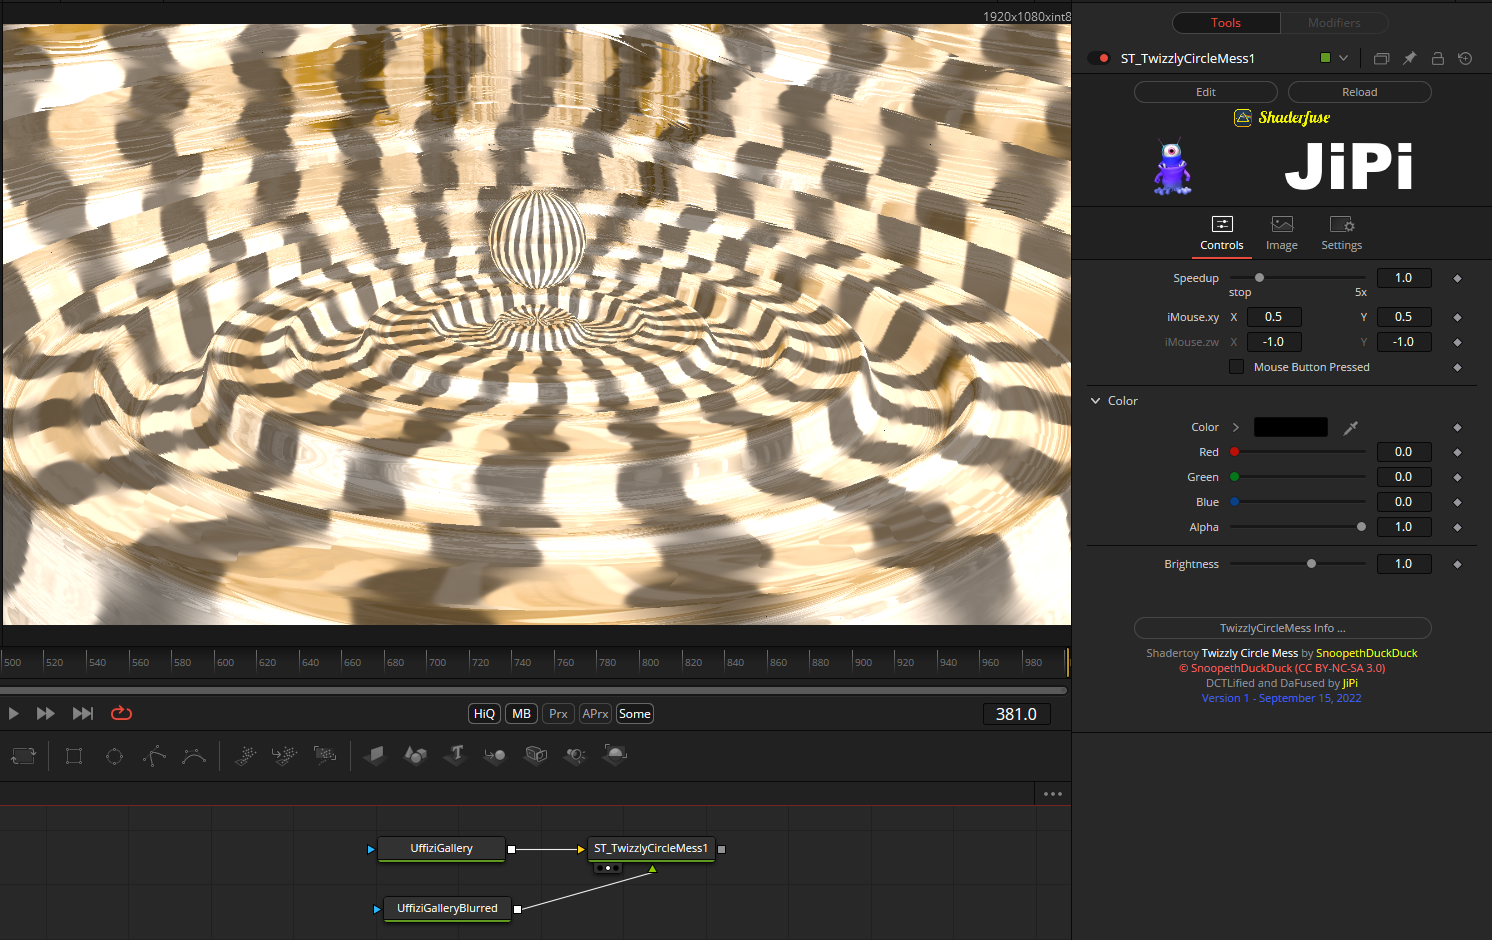 1920x1080xint8
Tools
Modifiers
ST_TwizzlyCircleMess1
Edit
Reload
Shaderfuse
JiPi
Controls
Image
Settings
Speedup
1.0
stop
5x
iMouse.xy X 0.5 Y 0.5
iMouse.zw X -1.0 Y -1.0
Mouse Button Pressed
Color
Color
Red 0.0
Green 0.0
Blue 0.0
Alpha 1.0
Brightness 1.0
TwizzlyCircleMess Info ...
Shadertoy Twizzly Circle Mess by SnoopethDuckDuck
© SnoopethDuckDuck (CC BY-NC-SA 3.0)
DCTLified and DaFused by JiPi
Version 1 - September 15, 2022
500 520 540 560 580 600 620 640 660 680 700 720 740 760 780 800 820 840 860 880 900 920 940 960 980
HiQ MB Prx APrx Some
381.0
UffiziGallery
ST_TwizzlyCircleMess1
UffiziGalleryBlurred